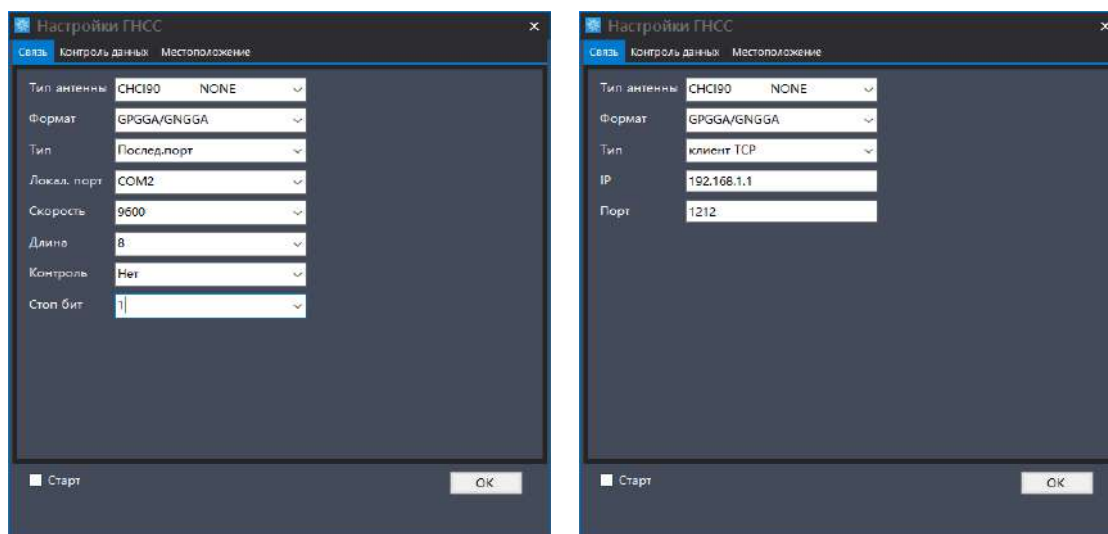 Настройки ГНСС
Связь Контроль данных Местоположение
Тип антенны CHCI90 NONE
Формат GPGGA/GNGGA
Тип Послед.порт
Локал. порт COM2
Скорость 9600
Длина 8
Контроль Нет
Стоп бит 1
Старт OK
Настройки ГНСС
Связь Контроль данных Местоположение
Тип антенны CHCI90 NONE
Формат GPGGA/GNGGA
Тип клиент TCP
IP 192.168.1.1
Порт 1212
Старт OK